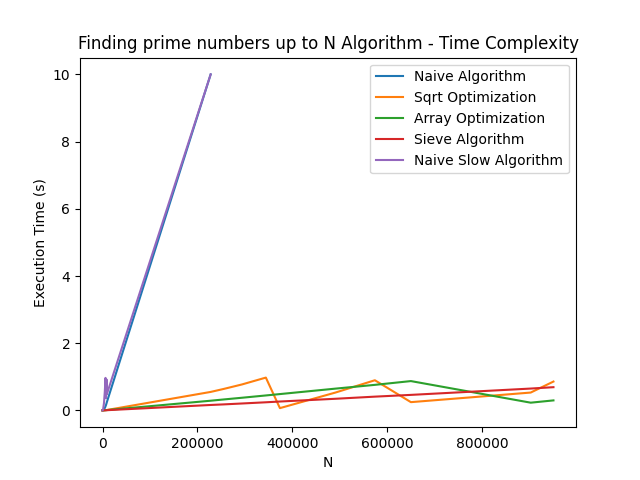 Finding prime numbers up to N Algorithm - Time Complexity
Naive Algorithm
Sqrt Optimization
Array Optimization
Sieve Algorithm
Naive Slow Algorithm
Execution Time (s)
10
8
6
4
2
0
0 200000 400000 600000 800000
N